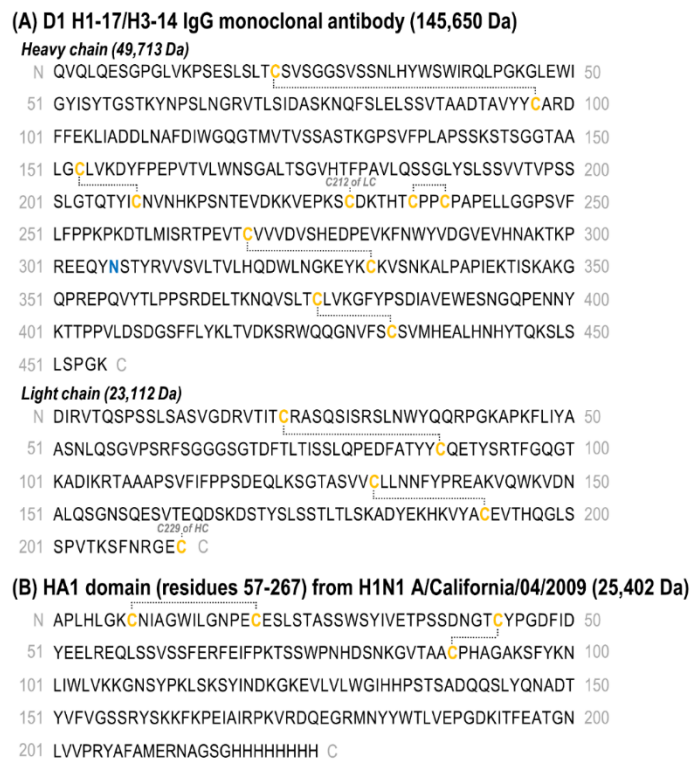 (A) D1 H1-17/H3-14 IgG monoclonal antibody (145,650 Da)
Heavy chain (49,713 Da)
N QVQLQESGPGLVKPSESLSLTCSVSGGSVSSNLHYWSWIRQLPGKGLEWI 50
51 GYISYTGSTKYNPSLNGRVTLSIDASKNQFSLELSSVTAADTAVYYCARD 100
101 FFEKLIADDLNAFDIWGQGTMVTVSSASTKGPSVFPLAPSSKSTSGGTAA 150
151 LGCLVKDYFPEPVTVLWNSGALTSGVHTFPAVLQSSGLYSLSSVVTVPSS 200
C212 of LC
201 SLGTQTYICNVNHKPSNTEVDKKVEPKSCDKTHTCPPCPAPELLGGPSVF 250
251 LFPPKPKDTLMISRTPEVTCVVVDVSHEDPEVKFNWYVDGVEVHNAKTKP 300
301 REEQYNSTYRVVSVLTVLHQDWLNGKEYKCKVSNKALPAPIEKTISKAKG 350
351 QPREPQVYTLPPSRDELTKNQVSLTCLVKGFYPSDIAVEWESNGQPENNY 400
401 KTTPPVLDSDGSFFLYKLTVDKSRWQQGNVFSCSVMHEALHNHYTQKSLS 450
451 LSPGK C
Light chain (23,112 Da)
N DIRVTQSPSSLSASVGDRVTITCRASQSISRSLNWYQQRPGKAPKFLIYA 50
51 ASNLQSGVPSRFSGGGSGTDFTLTISSLQPEDFATYYCQETYSRTFGQGT 100
101 KADIKRTAAAPSVFIFPPSDEQLKSGTASVVCLLNNFYPREAKVQWKVDN 150
151 ALQSGNSQESVTEQDSKDSTYSLSSTLTLSKADYEKHKVYACEVTHQGLS 200
C229 of HC
201 SPVTKSFNRGEC C
(B) HA1 domain (residues 57-267) from H1N1 A/California/04/2009 (25,402 Da)
N APLHLGKCNIAGWILGNPECESLSTASSWSYIVETPSSDNGTCYPGDFID 50
51 YEELREQLSSVSSFERFEIFPKTSSWPNHDSNKGVTAACPHAGAKSFYKN 100
101 LIWLVKKGNSYPKLSKSYINDKGKEVLVLWGIHHPSTSADQQSLYQNADT 150
151 YVFVGSSRYSKKFKPEIAIRPKVRDQEGRMNYYWTLVEPGDKITFEATGN 200
201 LVVPRYAFAMERNAGSGHHHHHHHH C